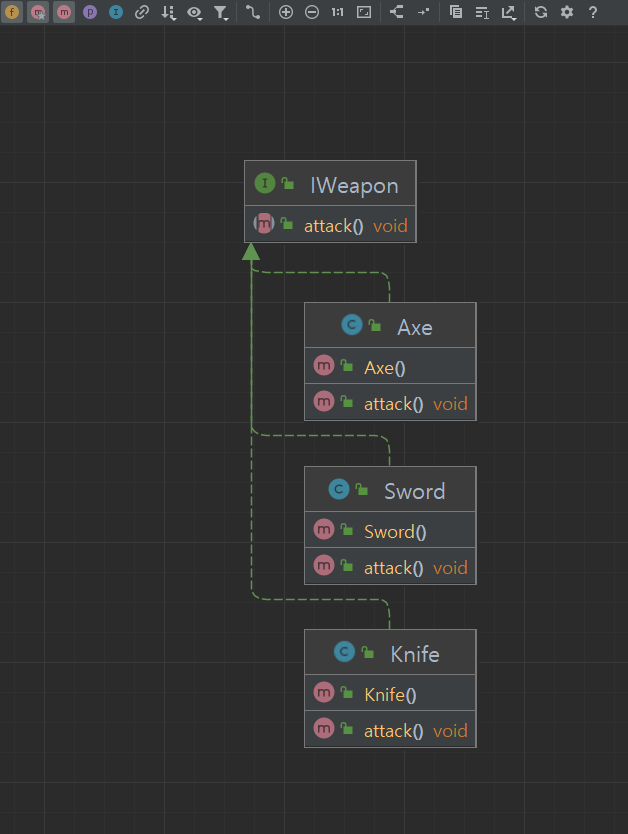 f m m p I 1:1 ?
I IWeapon
m attack() void
C Axe
m Axe()
m attack() void
C Sword
m Sword()
m attack() void
C Knife
m Knife()
m attack() void